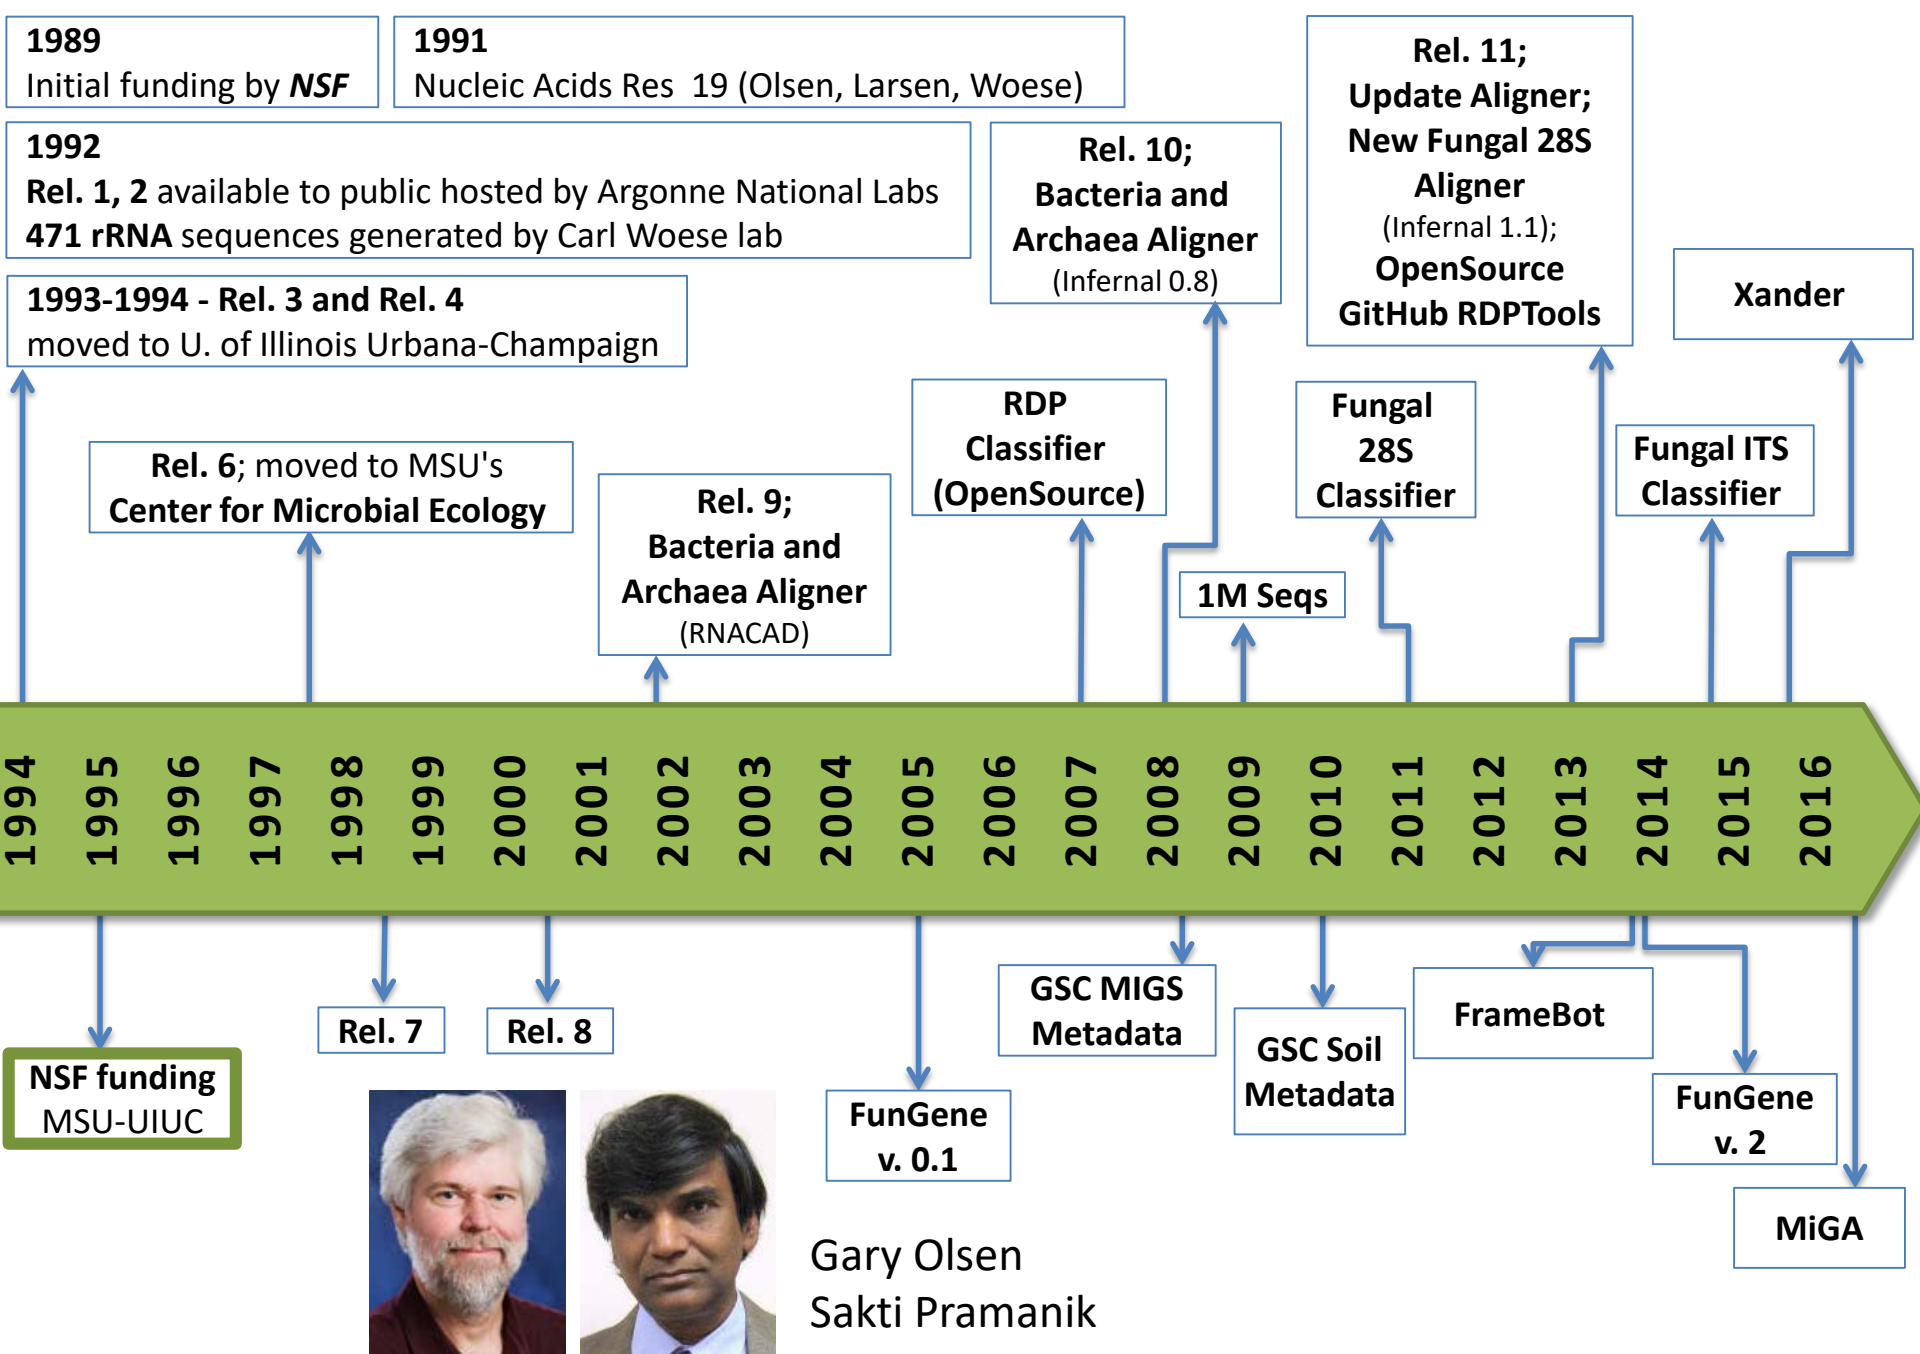 1989
Initial funding by NSF
1991
Nucleic Acids Res  19 (Olsen, Larsen, Woese)
1992
Rel. 1, 2 available to public hosted by Argonne National Labs
471 rRNA sequences generated by Carl Woese lab
1993-1994 - Rel. 3 and Rel. 4
moved to U. of Illinois Urbana-Champaign
Rel. 6; moved to MSU's
Center for Microbial Ecology
Rel. 9;
Bacteria and
Archaea Aligner
(RNACAD)
RDP
Classifier
(OpenSource)
Rel. 10;
Bacteria and
Archaea Aligner
(Infernal 0.8)
1M Seqs
Fungal
28S
Classifier
Rel. 11;
Update Aligner;
New Fungal 28S
Aligner
(Infernal 1.1);
OpenSource
GitHub RDPTools
Fungal ITS
Classifier
Xander
1994
1995
1996
1997
1998
1999
2000
2001
2002
2003
2004
2005
2006
2007
2008
2009
2010
2011
2012
2013
2014
2015
2016
NSF funding
MSU-UIUC
Rel. 7
Rel. 8
FunGene
v. 0.1
GSC MIGS
Metadata
GSC Soil
Metadata
FrameBot
FunGene
v. 2
MiGA
Gary Olsen
Sakti Pramanik